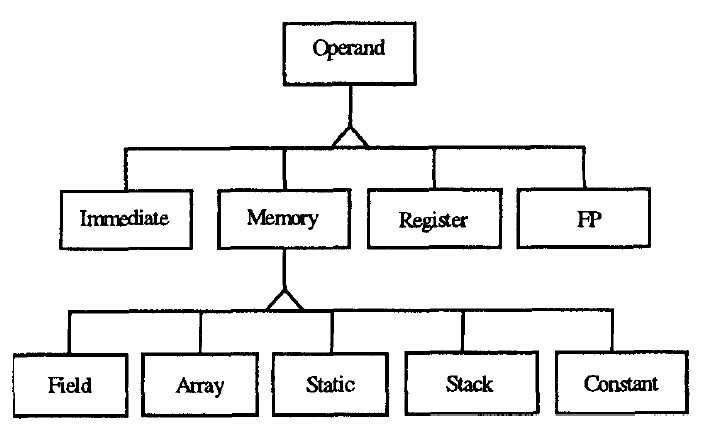 Operand
Immediate
Memory
Register
FP
Field
Array
Static
Stack
Constant